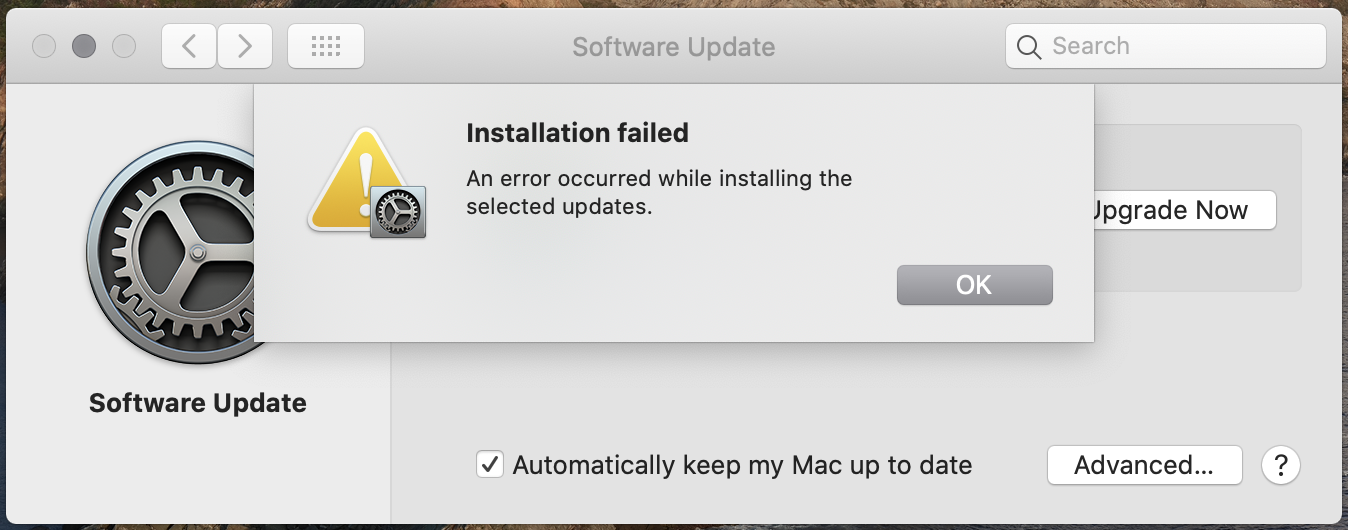 Software Update
Search
Installation failed
An error occurred while installing the
selected updates.
Now
OK
Software Update
Automatically keep my Mac up to date
Advanced...
?